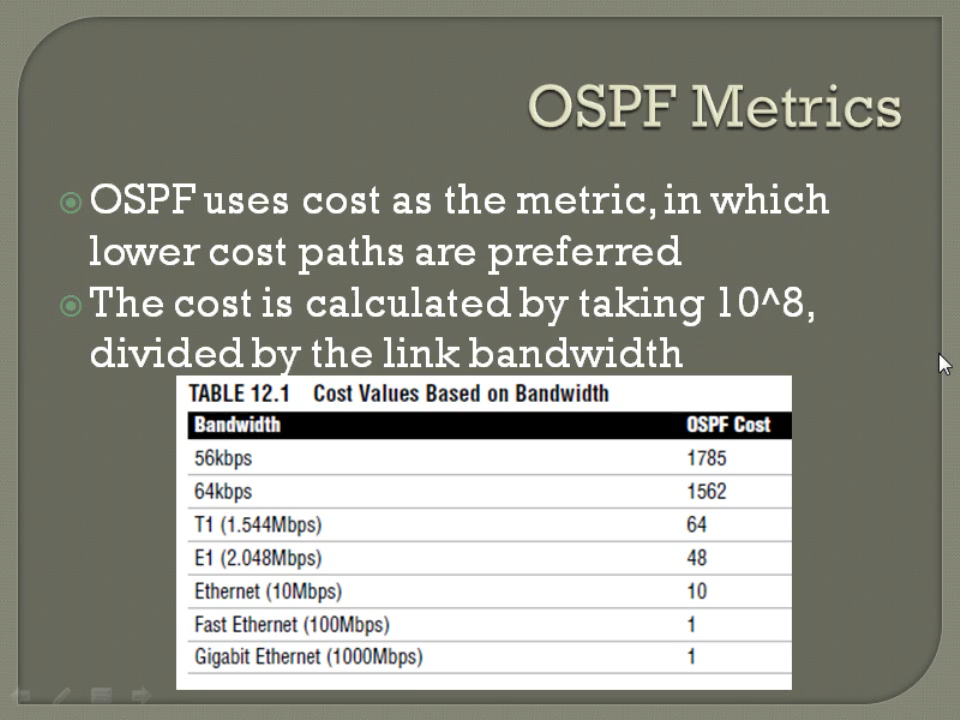 OSPF Metrics
OSPF uses cost as the metric, in which
lower cost paths are preferred
The cost is calculated by taking 10^8,
divided by the link bandwidth
TABLE 12.1 Cost Values Based on Bandwidth
Bandwidth OSPF Cost
56kbps 1785
64kbps 1562
T1 (1.544Mbps) 64
E1 (2.048Mbps) 48
Ethernet (10Mbps) 10
Fast Ethernet (100Mbps) 1
Gigabit Ethernet (1000Mbps) 1